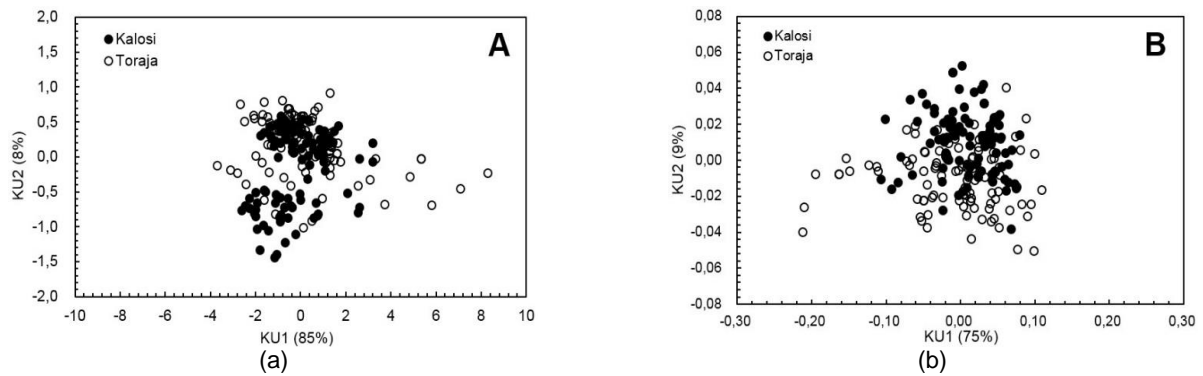 2,0
1,5
1,0
0,5
0,0
-0,5
-1,0
-1,5
-2,0
KU2 (8%)
Kalosi
Toraja
A
-10 -8 -6 -4 -2 0 2 4 6 8 10
KU1 (85%)
(a)
0,08
0,06
0,04
0,02
0,00
-0,02
-0,04
-0,06
-0,08
KU2 (9%)
Kalosi
Toraja
B
-0,30 -0,20 -0,10 0,00 0,10 0,20 0,30
KU1 (75%)
(b)